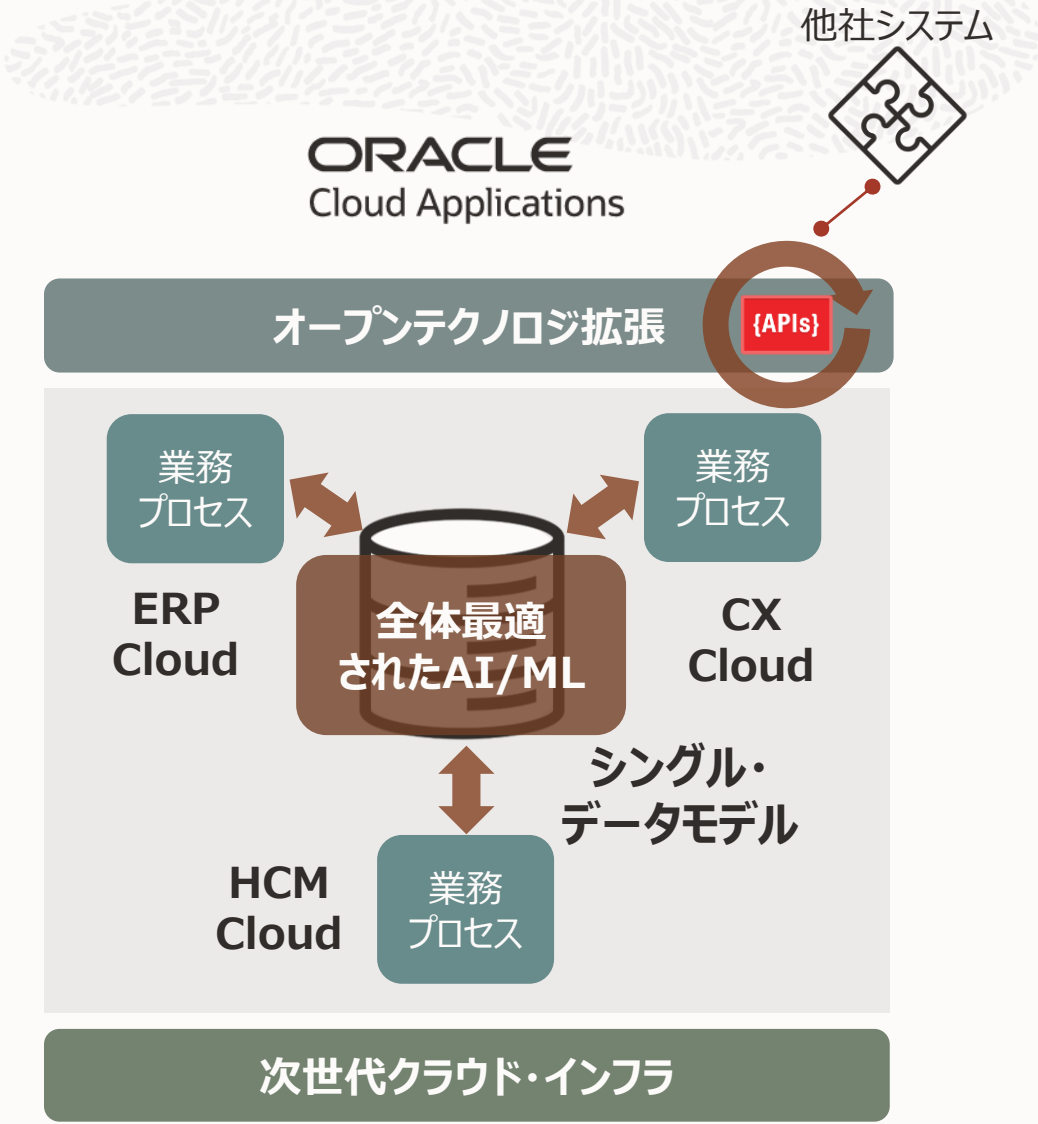 他社システム
ORACLE
Cloud Applications
オープンテクノロジ拡張
{APIs}
業務
プロセス
業務
プロセス
ERP
Cloud
全体最適
されたAI/ML
CX
Cloud
シングル・
データモデル
HCM
Cloud
業務
プロセス
次世代クラウド・インフラ